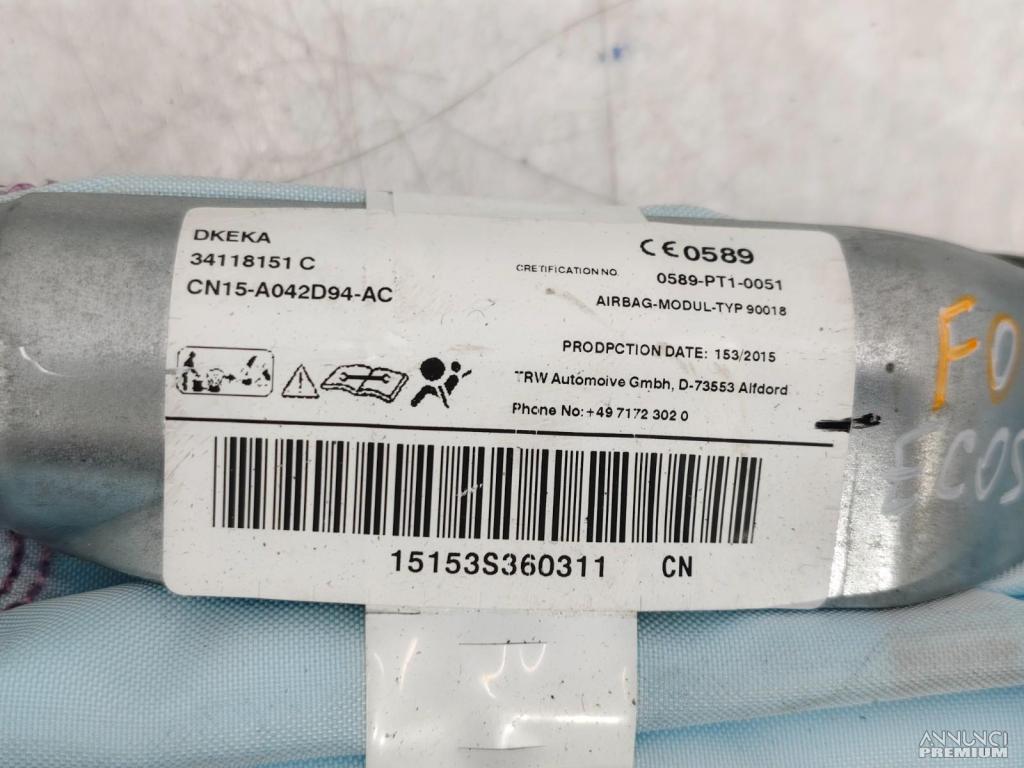 DKEKA
34118151 C
CN15-A042D94-AC
CE0589
CRETIFICATION NO. 0589-PT1-0051
AIRBAG-MODUL-TYP 90018
PRODPCTION DATE: 153/2015
TRW Automoive Gmbh, D-73553 Alfdord
Phone No: +49 7172 302 0
15153S360311 CN
FO
ECOS
ANNUNCI
PREMIUM